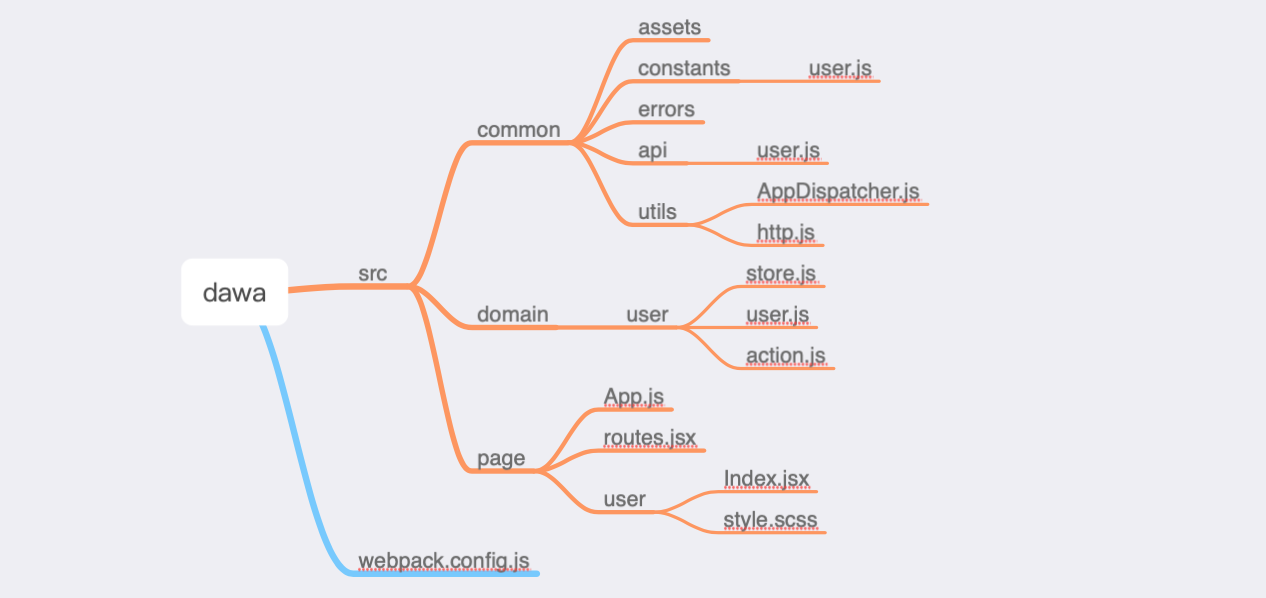 assets
constants user.js
errors
common
api user.js
AppDispatcher.js
utils
http.js
src
store.js
dawa
domain user user.js
action.js
App.js
routes.jsx
page
Index.jsx
user
style.scss
webpack.config.js